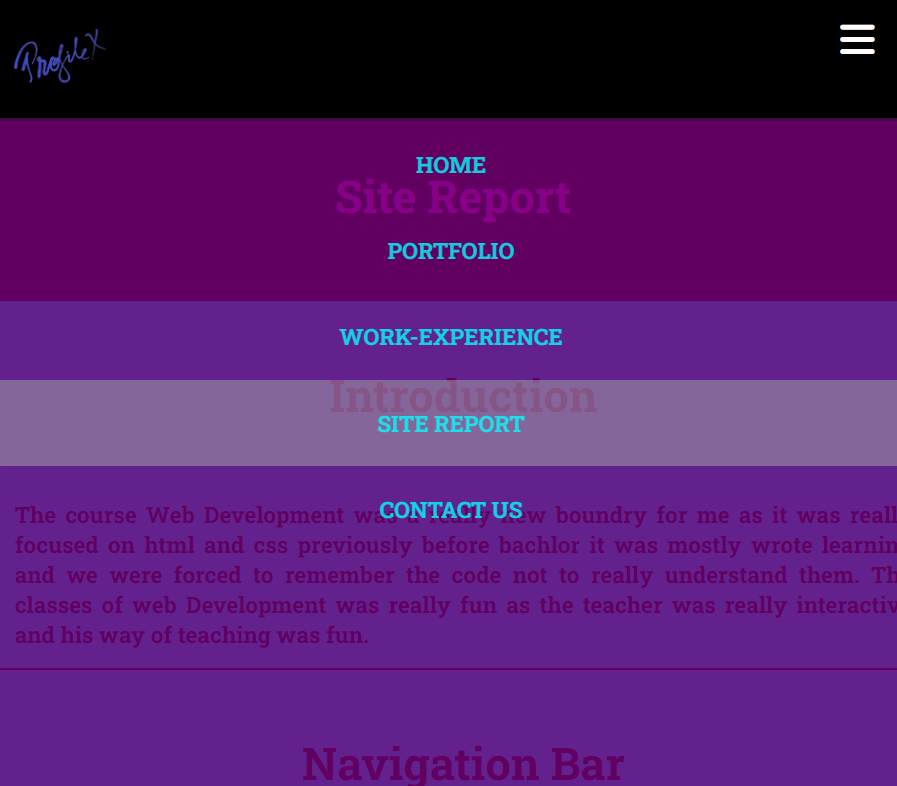 ProfileX
HOME
Site Report
PORTFOLIO
WORK-EXPERIENCE
Introduction
SITE REPORT
CONTACT US
The course Web Development was a really new boundry for me as it was reall
focused on html and css previously before bachlor it was mostly wrote learnin
and we were forced to remember the code not to really understand them. Th
classes of web Development was really fun as the teacher was really interactiv
and his way of teaching was fun.
Navigation Bar